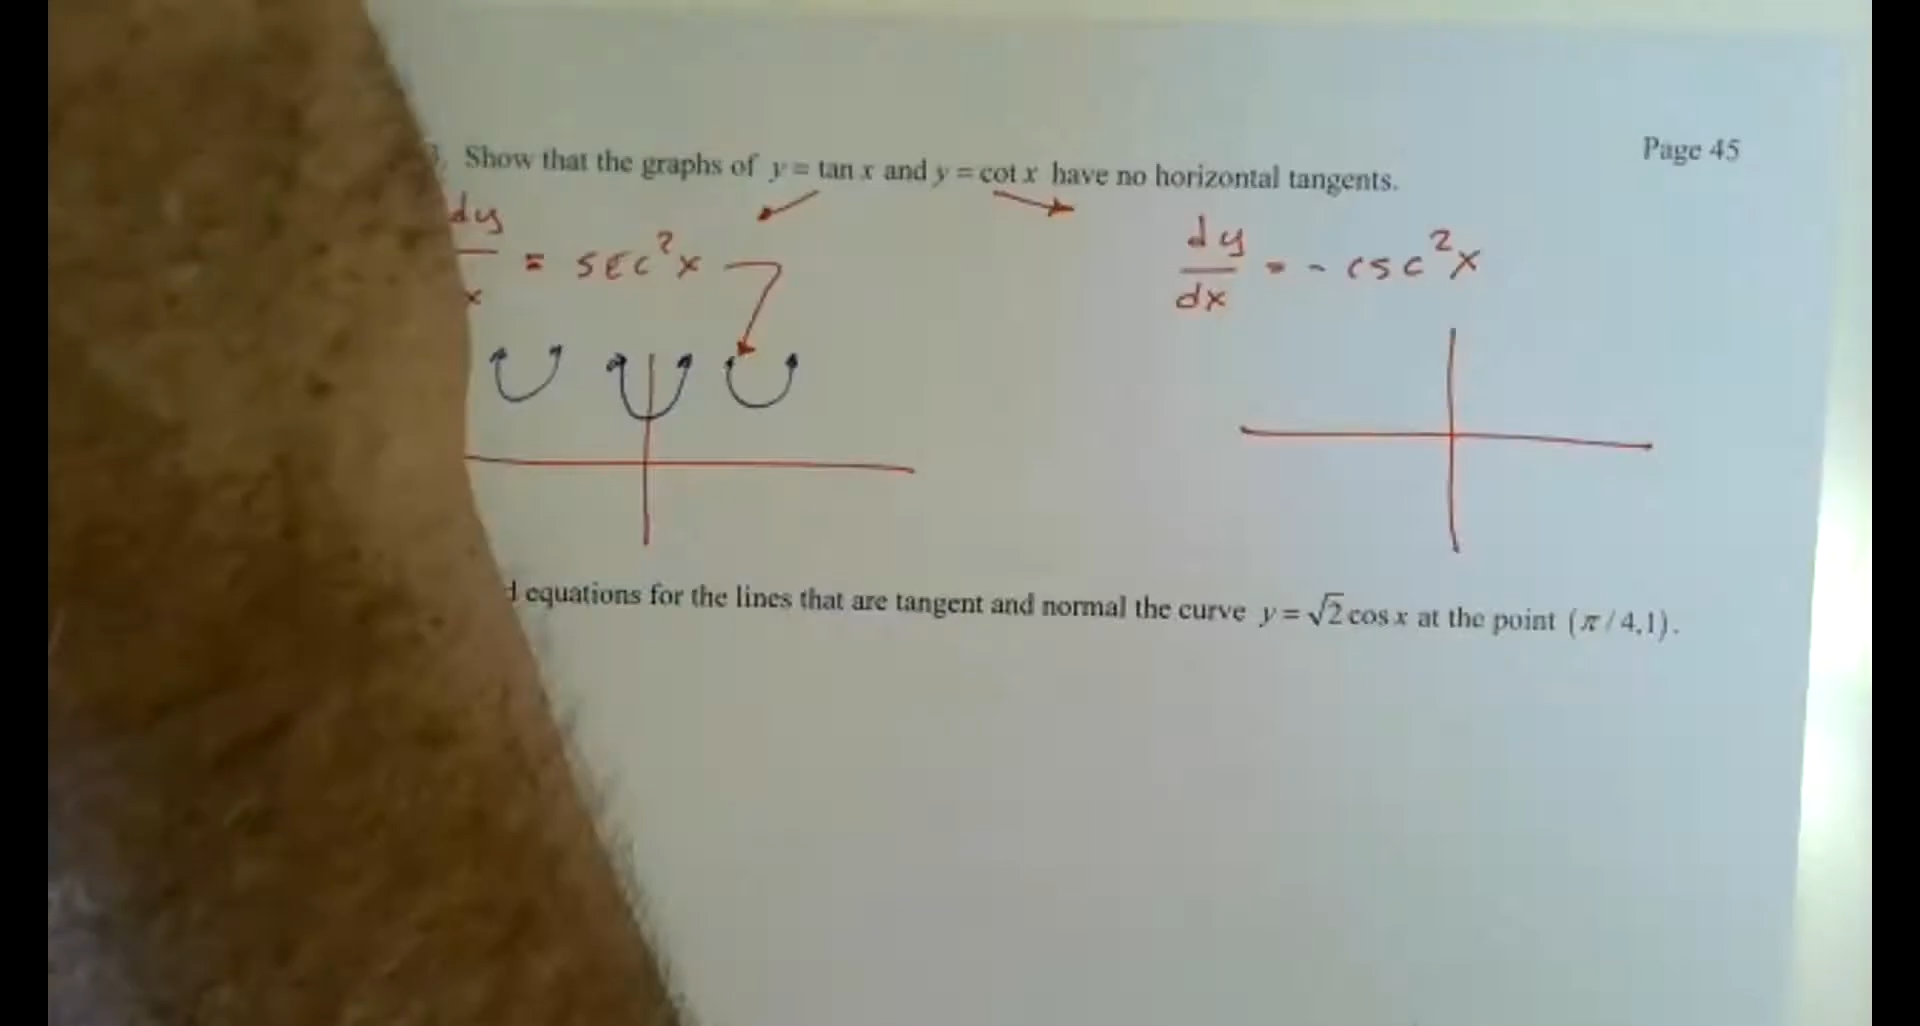 Page 45
Show that the graphs of y = tan x and y = cot x have no horizontal tangents.
dy
x = sec²x
dy/dx = - csc²x
equations for the lines that are tangent and normal the curve y = √2 cos x at the point (π/4,1).